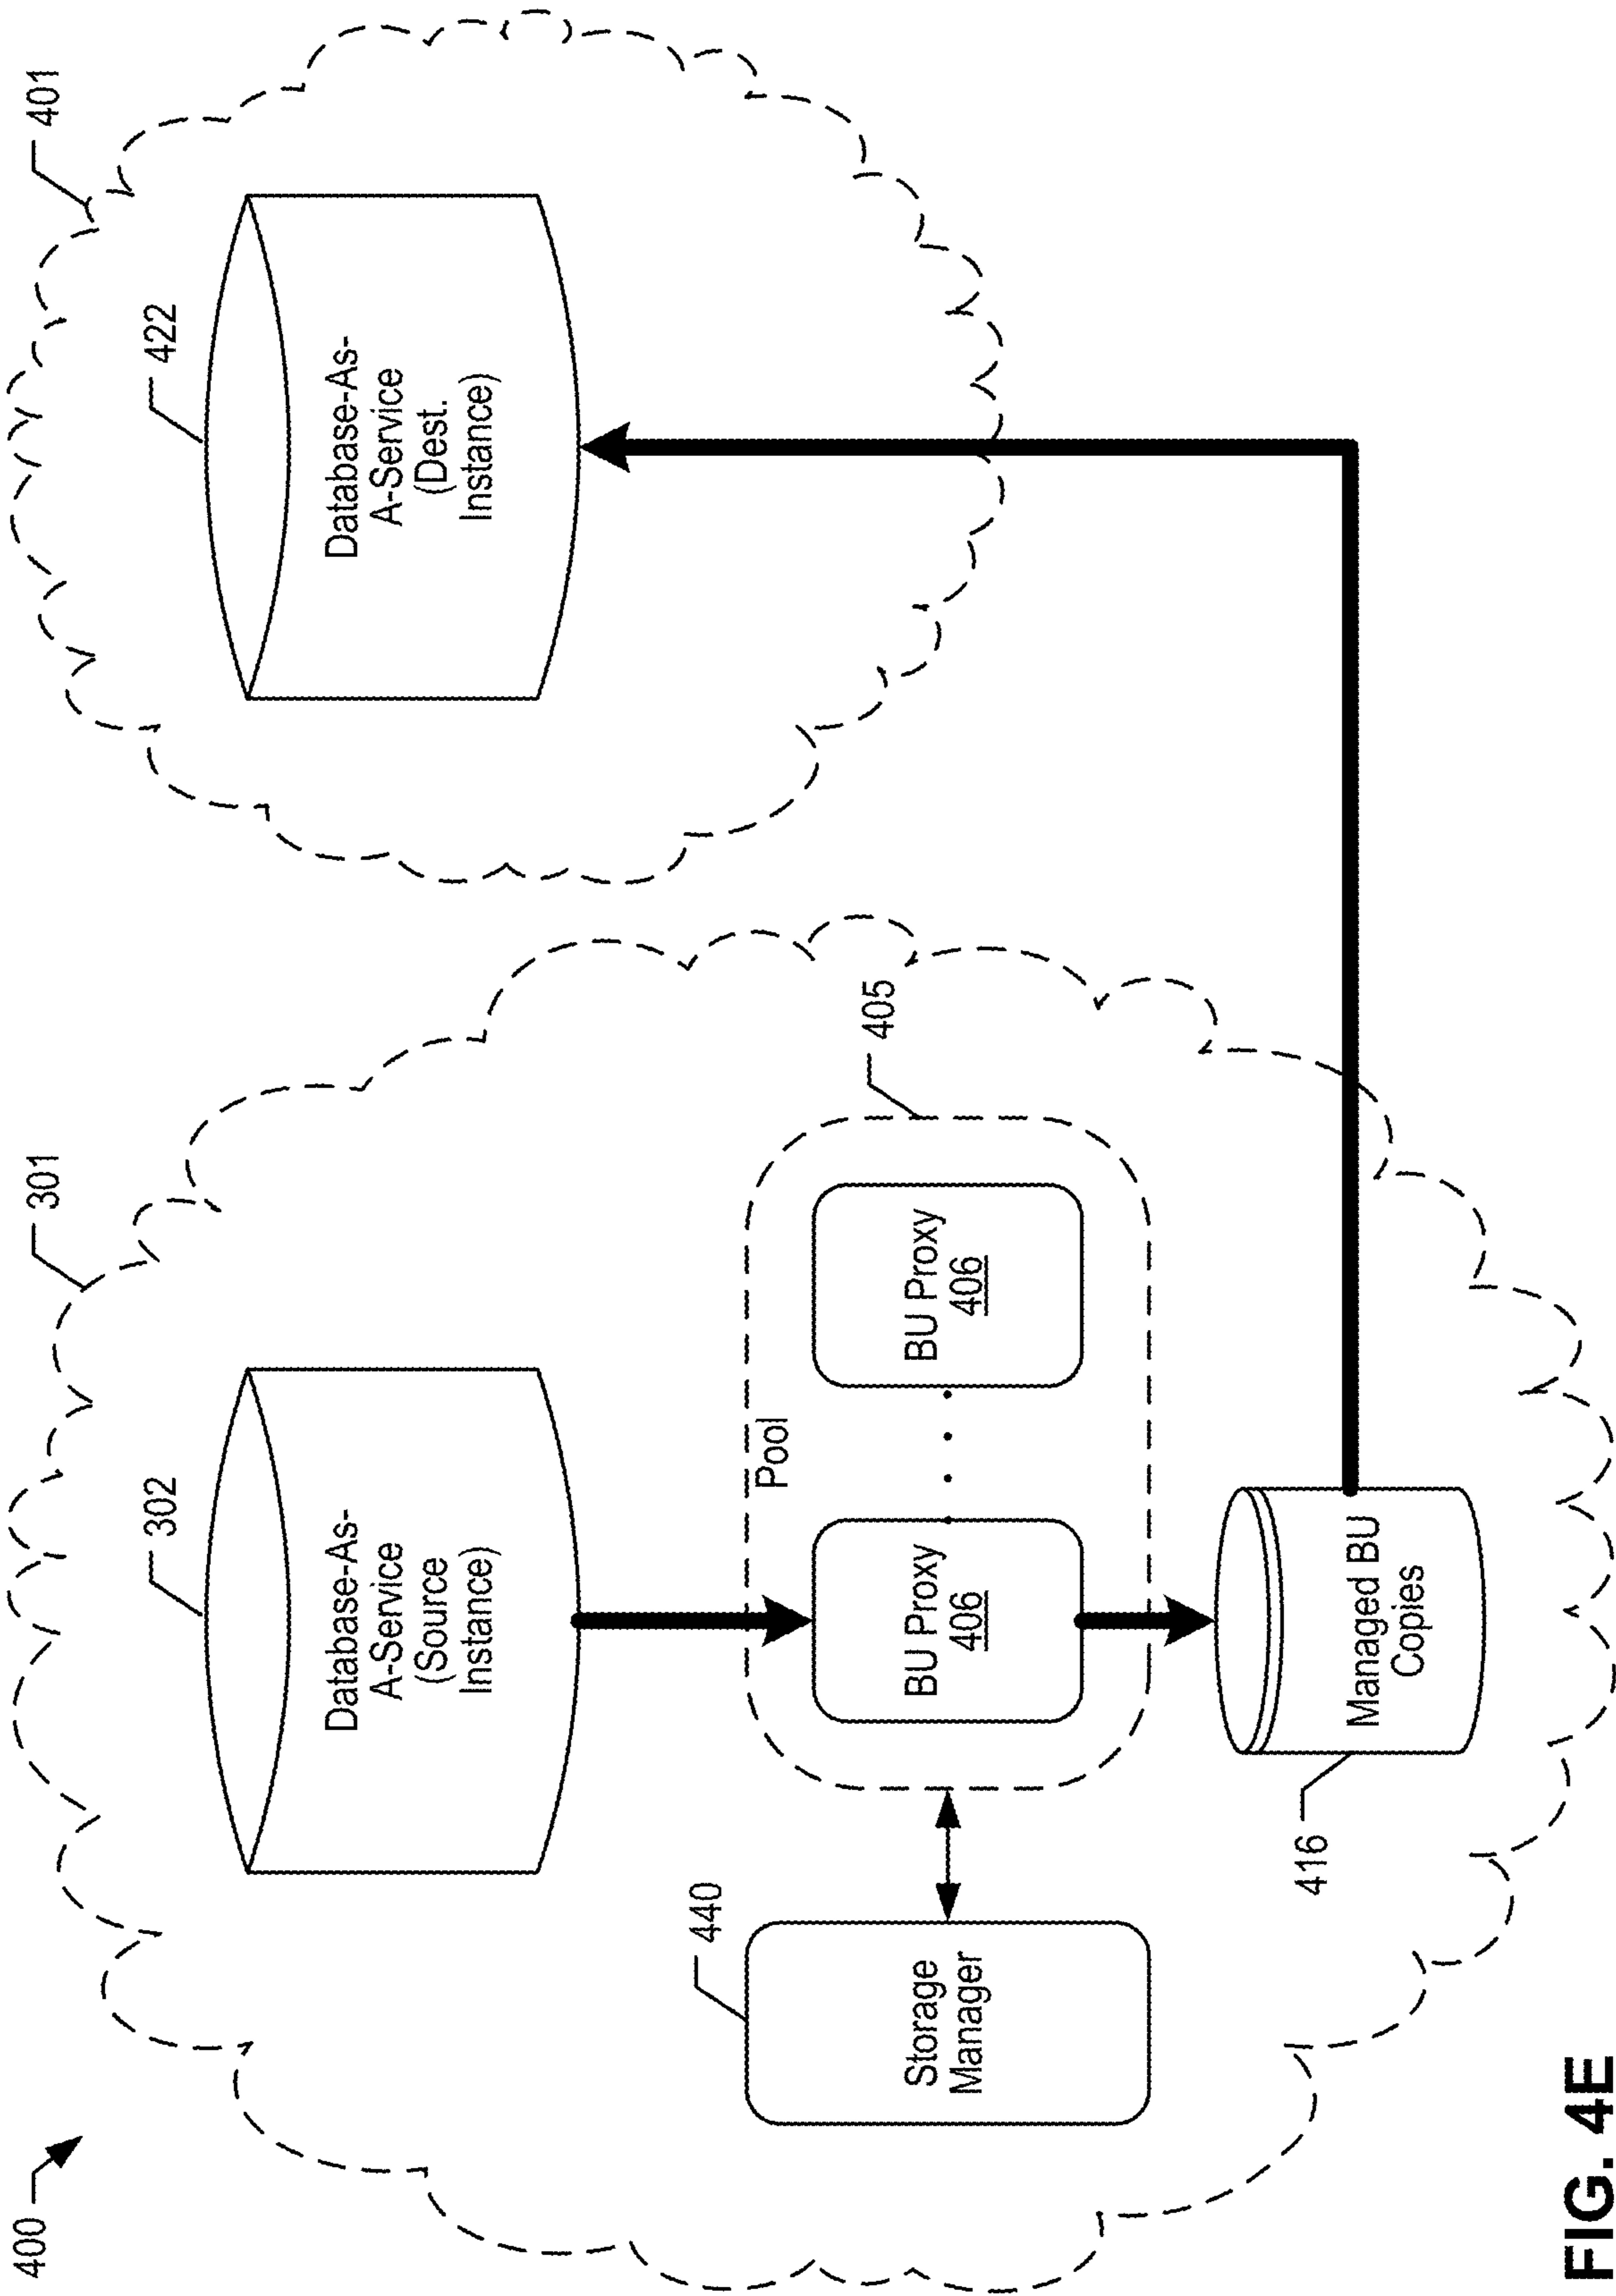 400
301
401
302
422
Database-As-
A-Service
(Source
Instance)
Database-As-
A-Service
(Dest.
Instance)
440
Storage
Manager
Pool
405
BU Proxy
406
BU Proxy
406
416
Managed BU
Copies
FIG. 4E